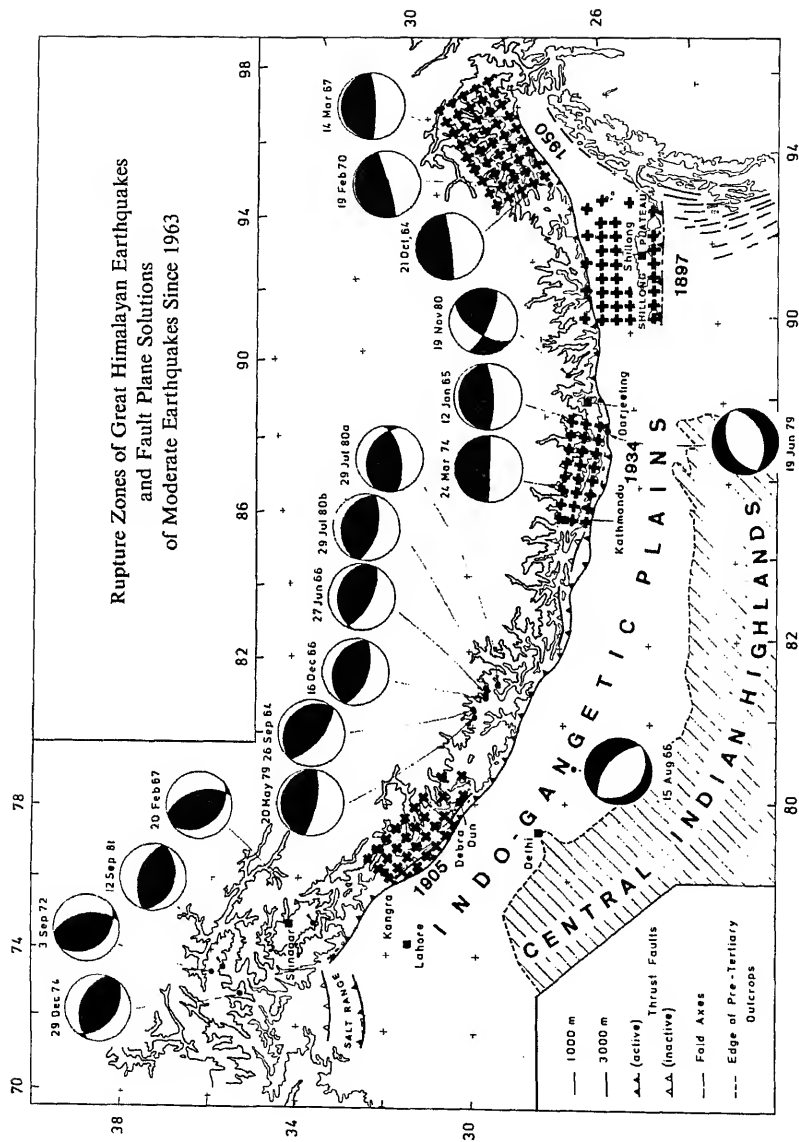 Rupture Zones of Great Himalayan Earthquakes
and Fault Plane Solutions
of Moderate Earthquakes Since 1963
70
74
78
82
86
90
94
98
38
34
30
30
26
80
90
94
29 Dec 74
3 Sep 72
12 Sep 81
20 Feb 67
20 May 79
26 Sep 64
16 Dec 66
27 Jun 66
29 Jul 80b
29 Jul 80a
24 Mar 74
12 Jan 65
19 Nov 80
21 Oct, 64
19 Feb 70
14 Mar 67
15 Aug 66
19 Jun 79
Srinagar
SALT RANGE
Lahore
Kangra
1905
Debra
Dun
Delhi
Kathmandu
1934
Darjeeling
SHILLONG PLATEAU
Shillong
1897
1950
INDO-GANGETIC PLAINS
CENTRAL INDIAN HIGHLANDS
1000 m
3000 m
(active)
Thrust Faults
(inactive)
Fold Axes
Edge of Pre-Tertiary
Outcrops